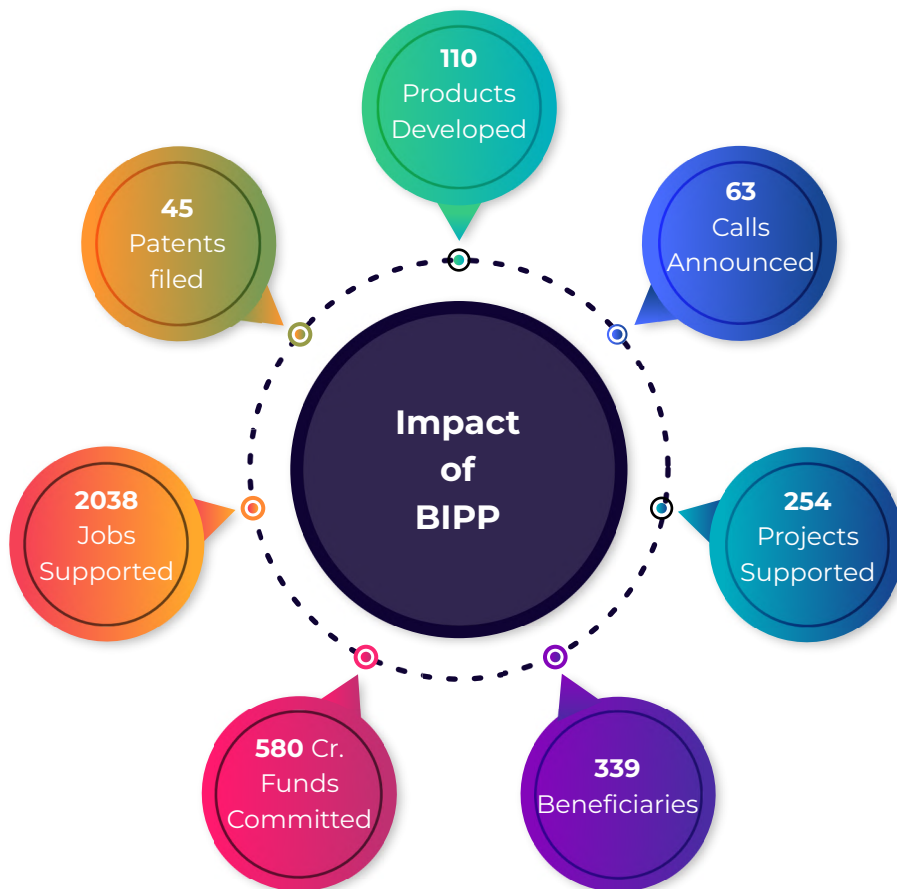 110
Products
Developed
45
Patents
filed
63
Calls
Announced
Impact
of
BIPP
2038
Jobs
Supported
254
Projects
Supported
580 Cr.
Funds
Committed
339
Beneficiaries